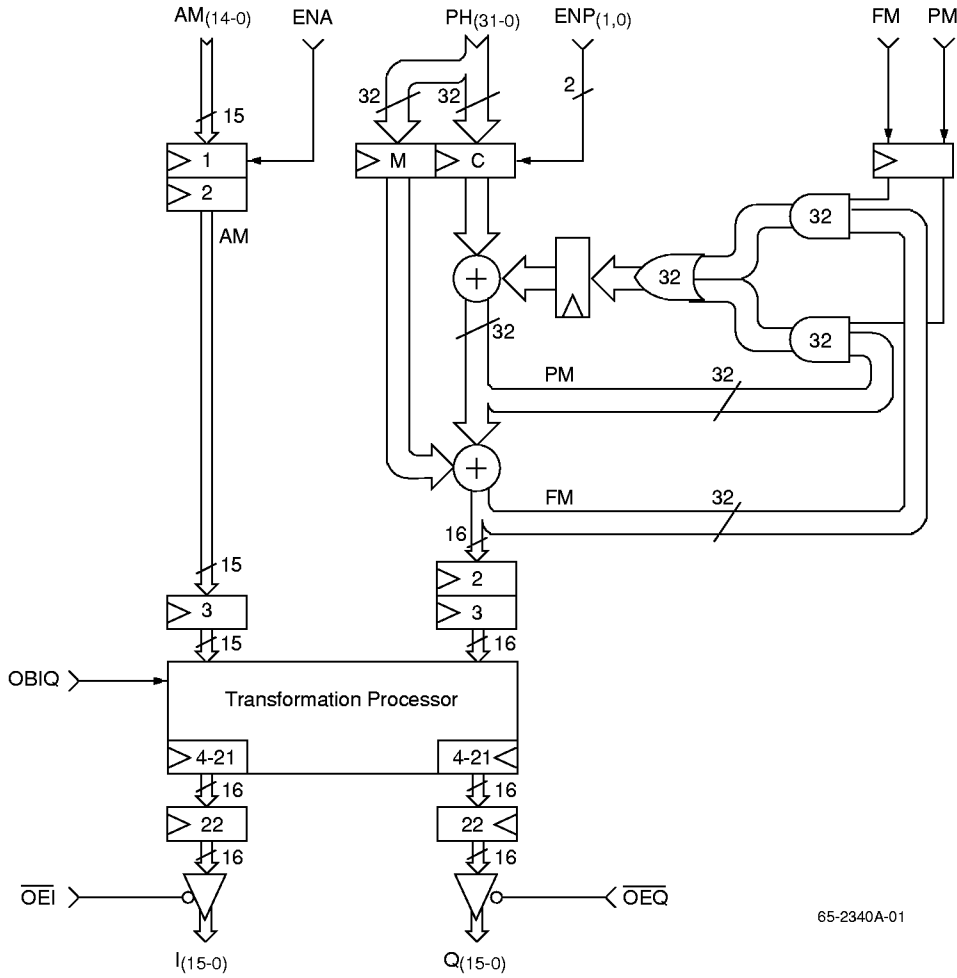 AM(14-0) ENA PH(31-0) ENP(1,0) FM PM
32 32 2
15
1 M C
2
32
AM
32
32
32
PM 32
FM 32
16
15
2
3 3
15 16
OBIQ
Transformation Processor
4-21 4-21
16 16
22 22
16 16
OEI OEQ
65-2340A-01
I(15-0) Q(15-0)